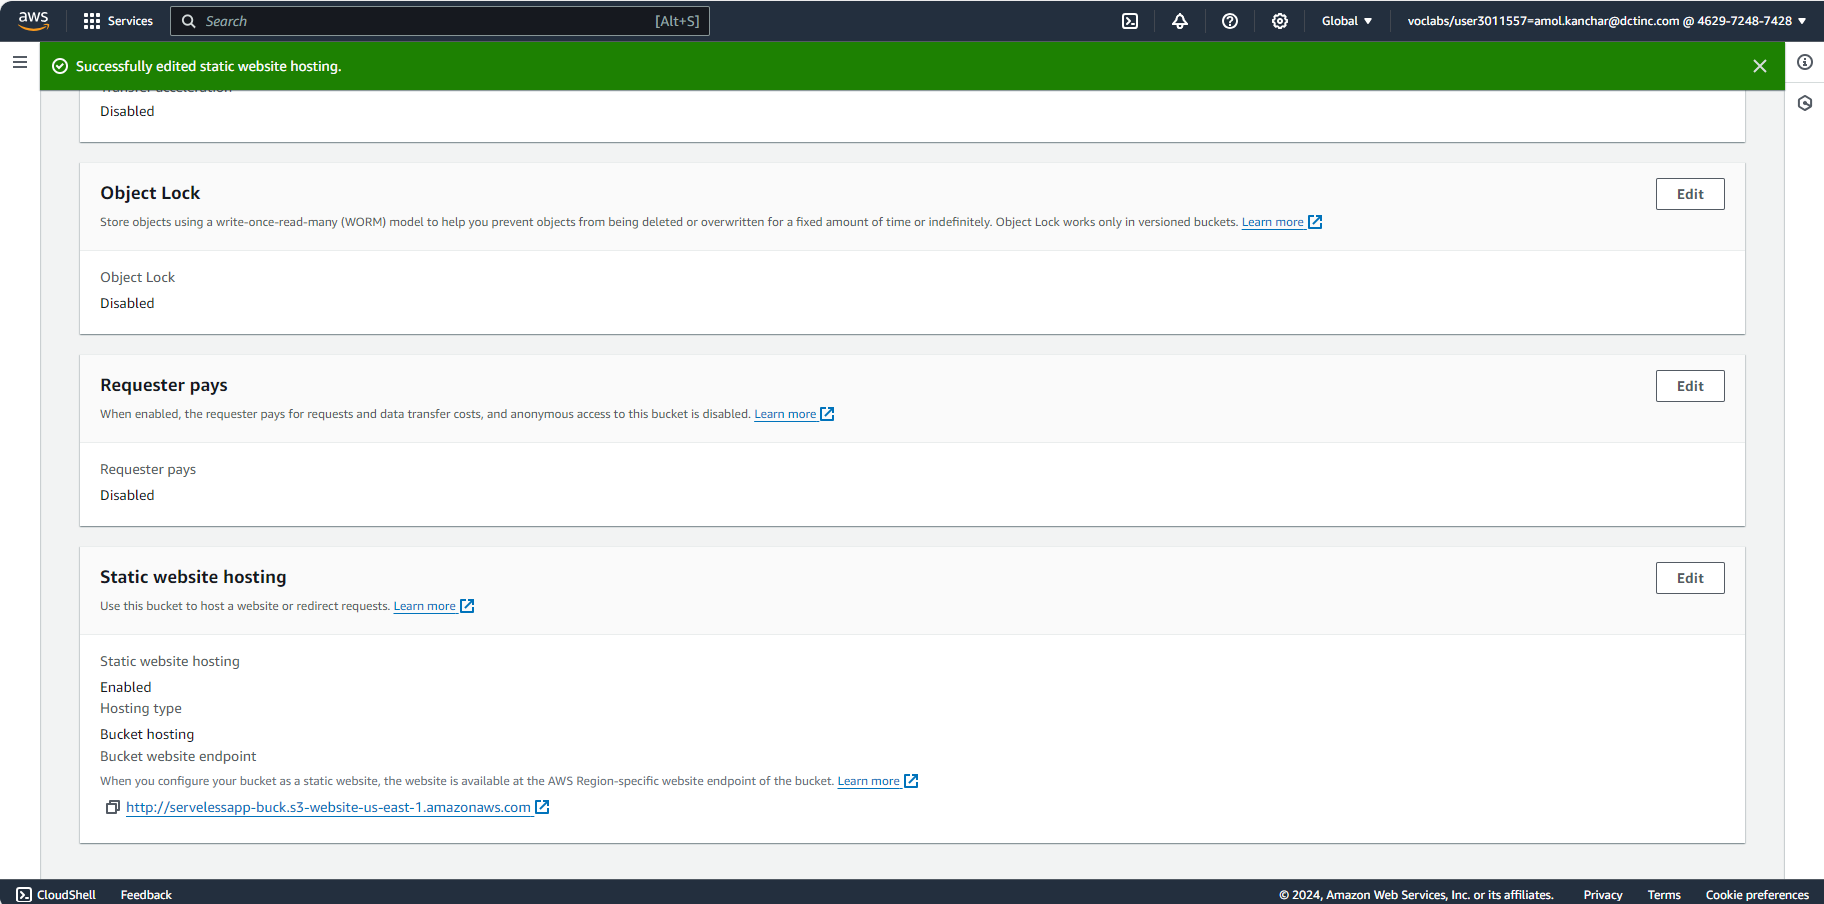 aws Services Search [Alt+S] Global voclabs/user3011557=amol.kanchar@dctinc.com @ 4629-7248-7428
Successfully edited static website hosting.
Transfer acceleration
Disabled
Object Lock
Edit
Store objects using a write-once-read-many (WORM) model to help you prevent objects from being deleted or overwritten for a fixed amount of time or indefinitely. Object Lock works only in versioned buckets. Learn more
Object Lock
Disabled
Requester pays
Edit
When enabled, the requester pays for requests and data transfer costs, and anonymous access to this bucket is disabled. Learn more
Requester pays
Disabled
Static website hosting
Edit
Use this bucket to host a website or redirect requests. Learn more
Static website hosting
Enabled
Hosting type
Bucket hosting
Bucket website endpoint
When you configure your bucket as a static website, the website is available at the AWS Region-specific website endpoint of the bucket. Learn more
http://servelessapp-buck.s3-website-us-east-1.amazonaws.com
CloudShell Feedback © 2024, Amazon Web Services, Inc. or its affiliates. Privacy Terms Cookie preferences